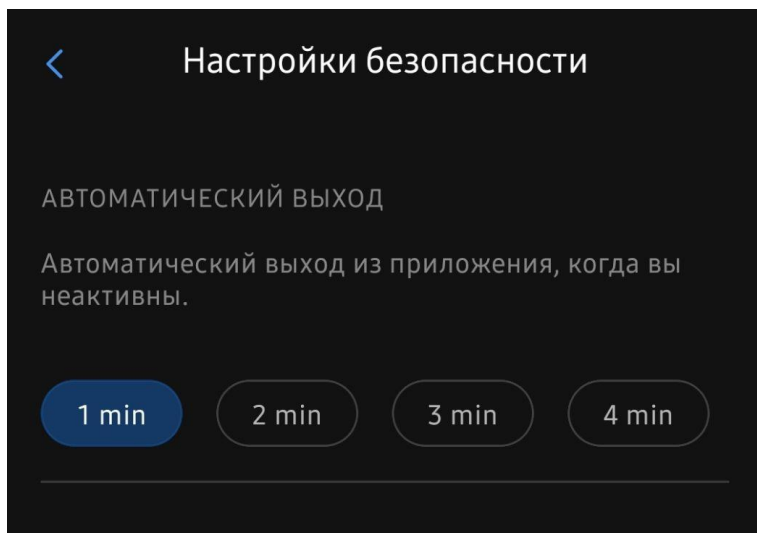 Настройки безопасности
АВТОМАТИЧЕСКИЙ ВЫХОД
Автоматический выход из приложения, когда вы
неактивны.
1 min 2 min 3 min 4 min